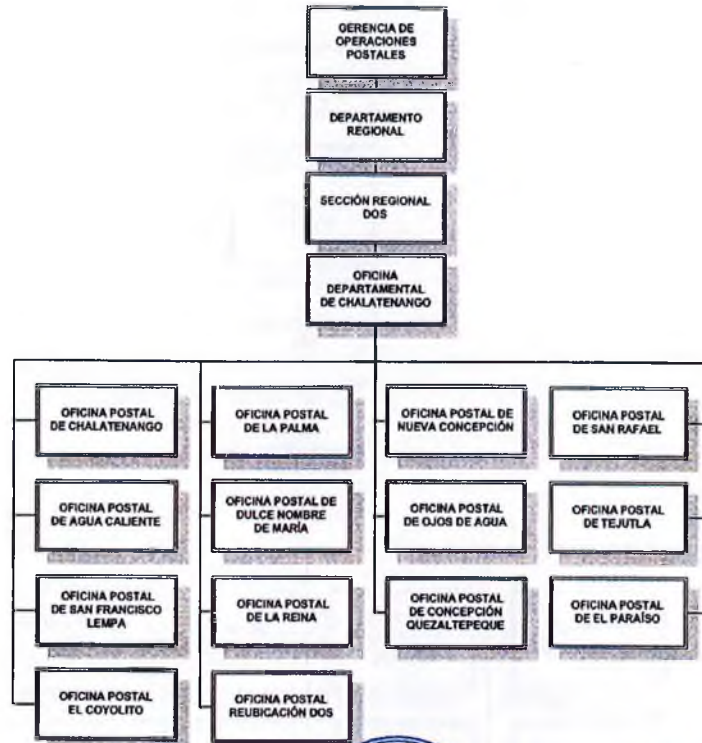 GERENCIA DE
OPERACIONES
POSTALES
DEPARTAMENTO
REGIONAL
SECCIÓN REGIONAL
DOS
OFICINA
DEPARTAMENTAL
DE CHALATENANGO
OFICINA POSTAL
DE CHALATENANGO
OFICINA POSTAL
DE LA PALMA
OFICINA POSTAL DE
NUEVA CONCEPCIÓN
OFICINA POSTAL
DE SAN RAFAEL
OFICINA POSTAL
DE AGUA CALIENTE
OFICINA POSTAL DE
DULCE NOMBRE
DE MARÍA
OFICINA POSTAL
DE OJOS DE AGUA
OFICINA POSTAL
DE TEJUTLA
OFICINA POSTAL
DE SAN FRANCISCO
LEMPA
OFICINA POSTAL
DE LA REINA
OFICINA POSTAL
DE CONCEPCIÓN
QUEZALTEPEQUE
OFICINA POSTAL
DE EL PARAÍSO
OFICINA POSTAL
EL COYOLITO
OFICINA POSTAL
REUBICACIÓN DOS